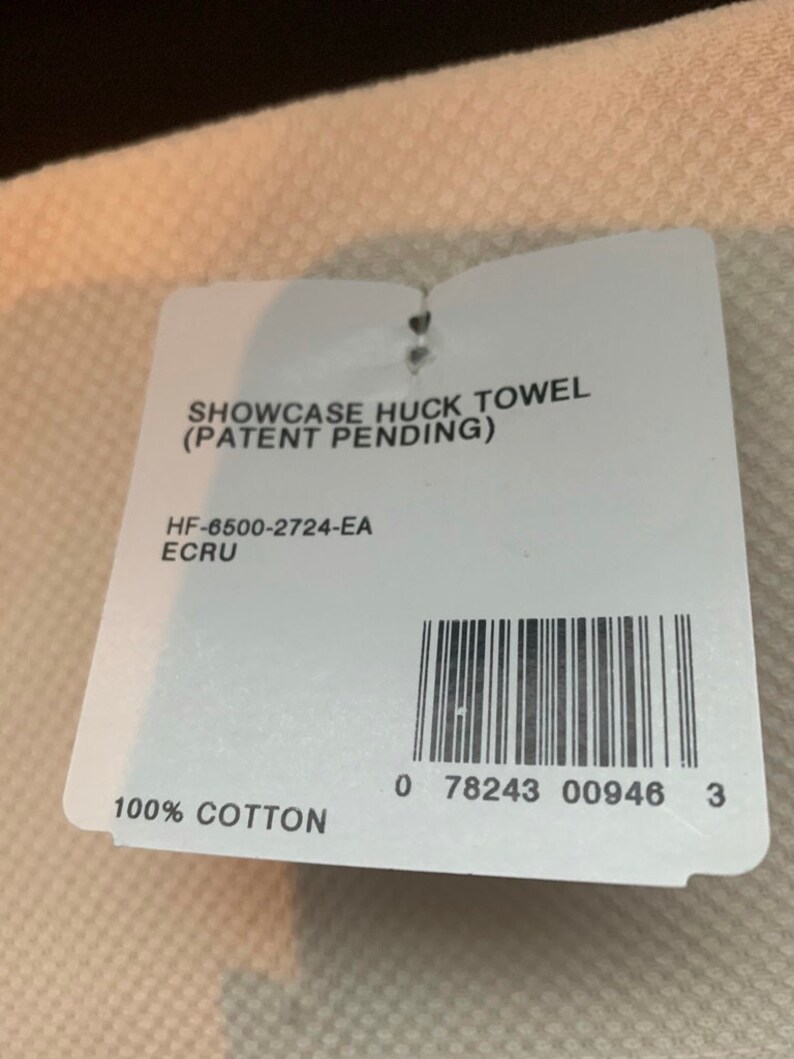 SHOWCASE HUCK TOWEL
(PATENT PENDING)
HF-6500-2724-EA
ECRU
0 78243 00946 3
100% COTTON